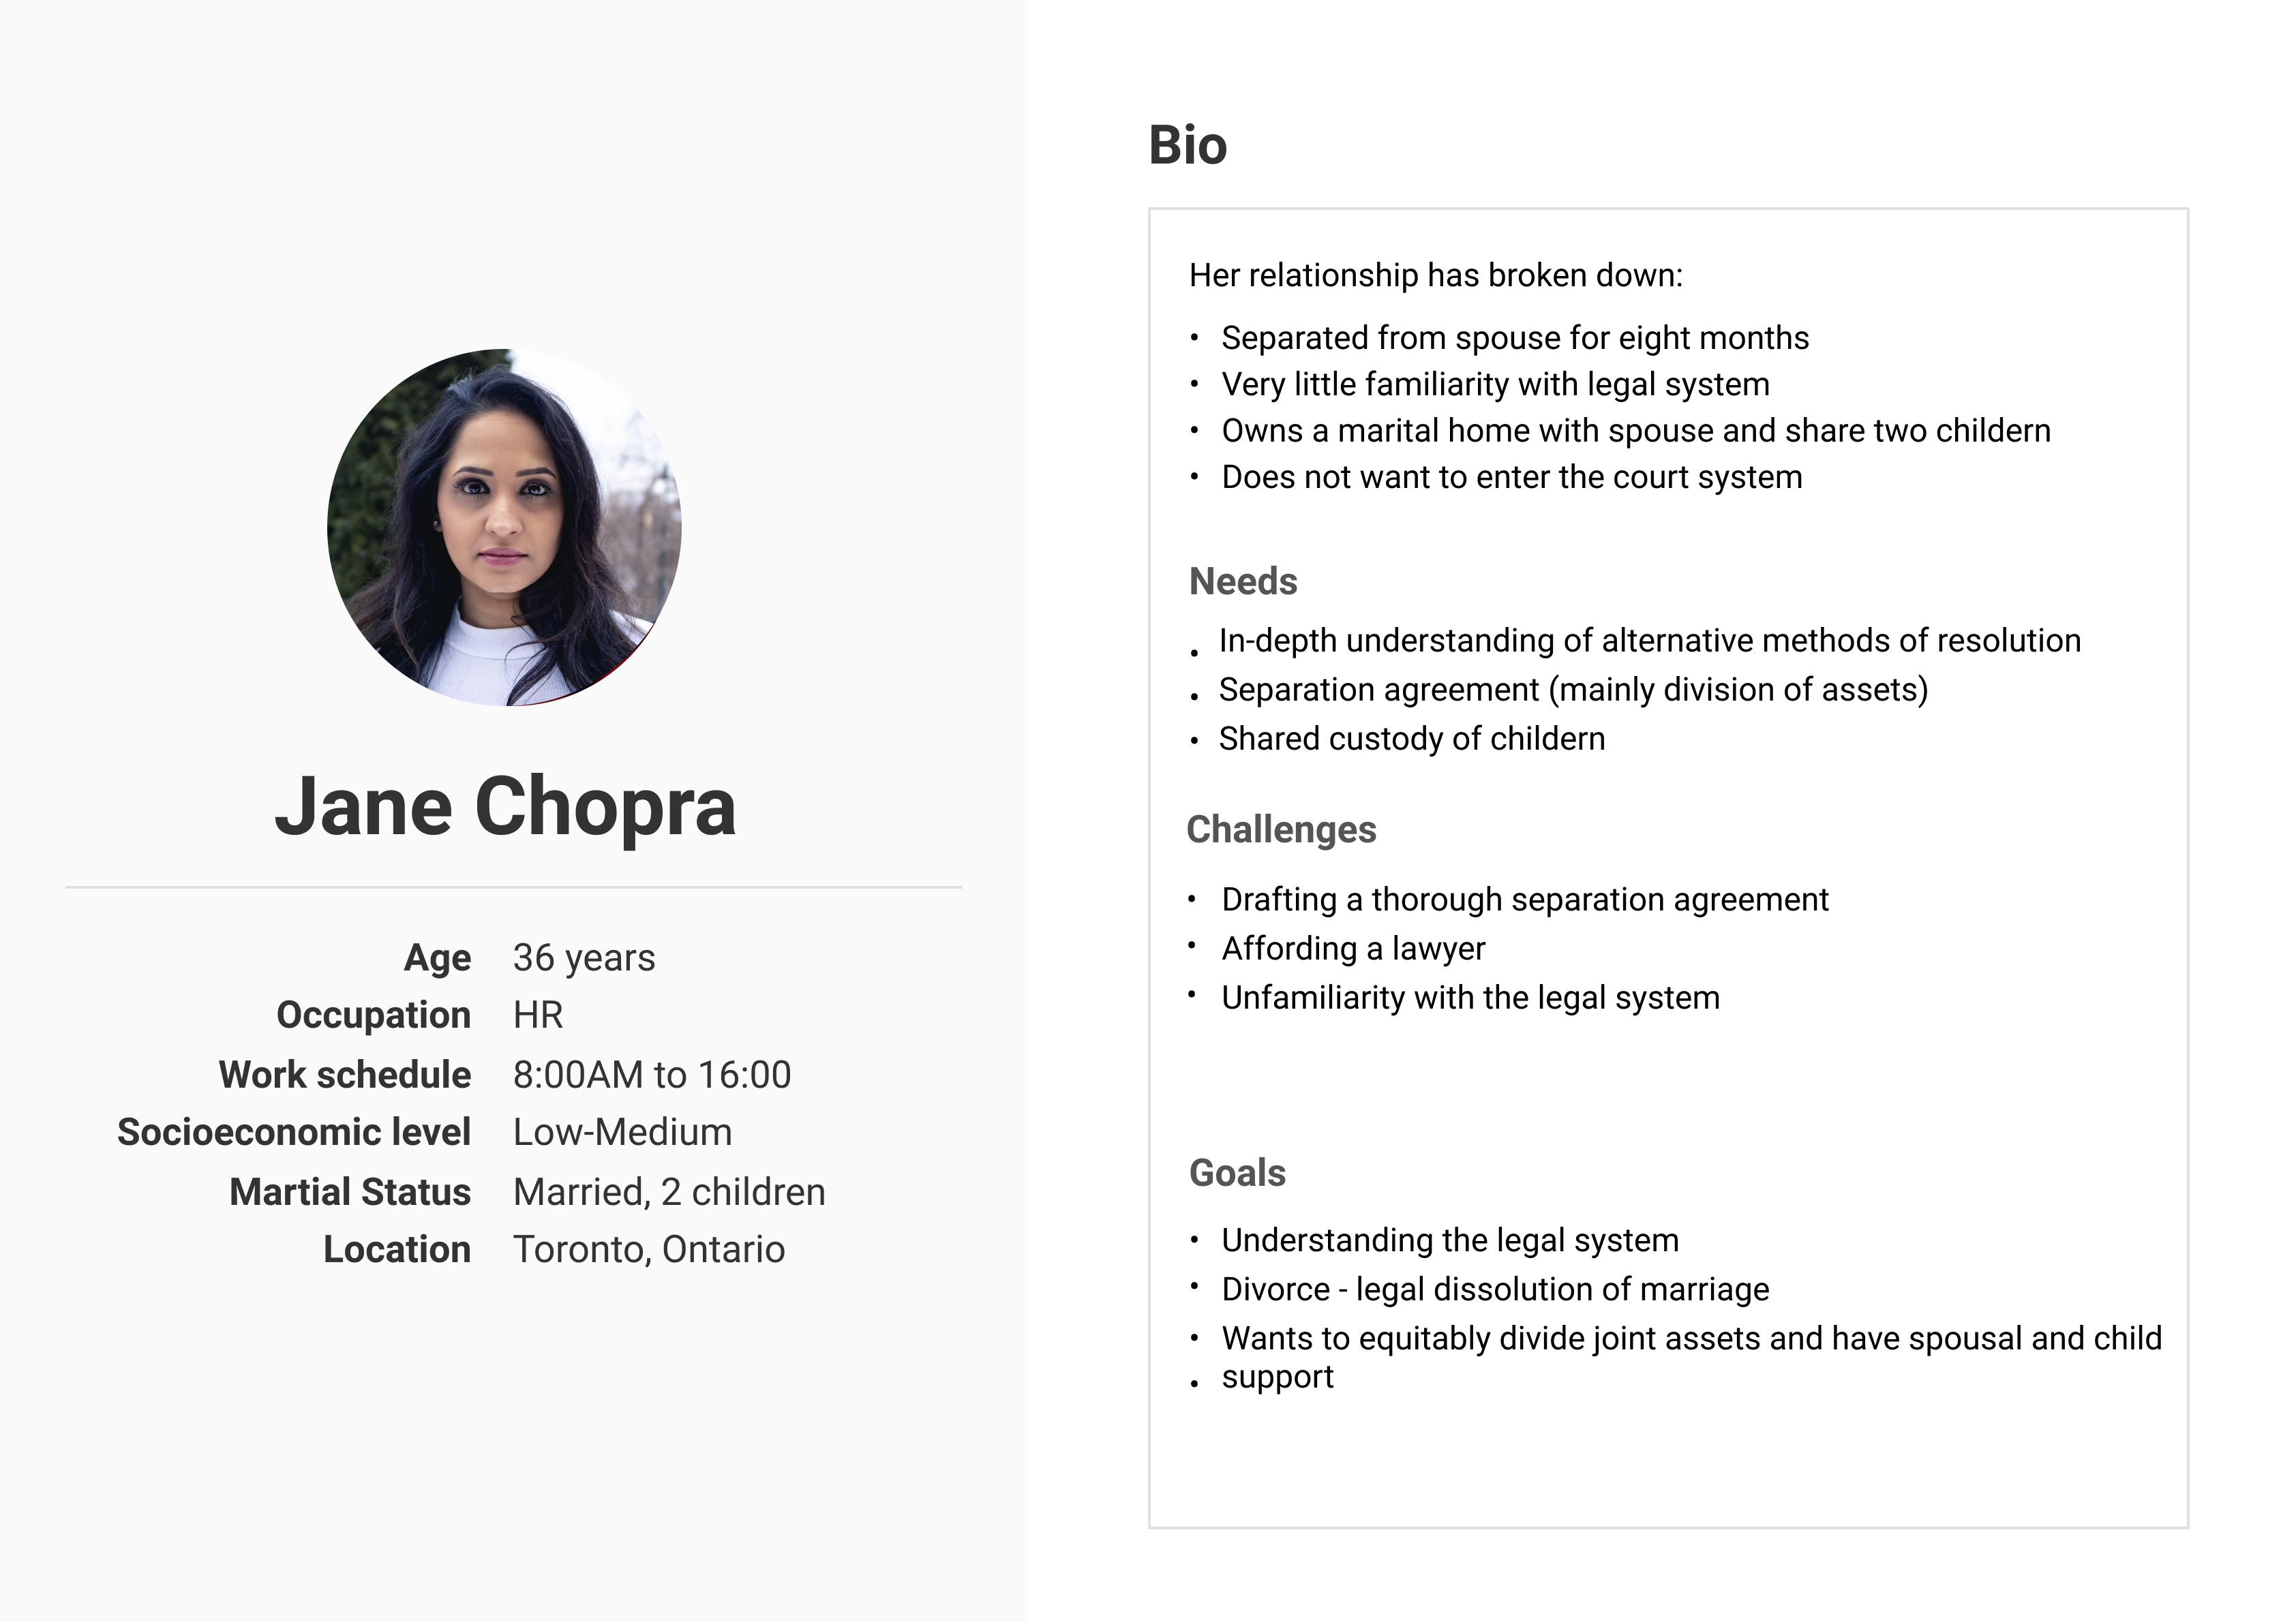 Jane Chopra
Age 36 years
Occupation HR
Work schedule 8:00AM to 16:00
Socioeconomic level Low-Medium
Martial Status Married, 2 children
Location Toronto, Ontario
Bio
Her relationship has broken down:
• Separated from spouse for eight months
• Very little familiarity with legal system
• Owns a marital home with spouse and share two childern
• Does not want to enter the court system
Needs
• In-depth understanding of alternative methods of resolution
• Separation agreement (mainly division of assets)
• Shared custody of childern
Challenges
• Drafting a thorough separation agreement
• Affording a lawyer
• Unfamiliarity with the legal system
Goals
• Understanding the legal system
• Divorce - legal dissolution of marriage
• Wants to equitably divide joint assets and have spousal and child
• support